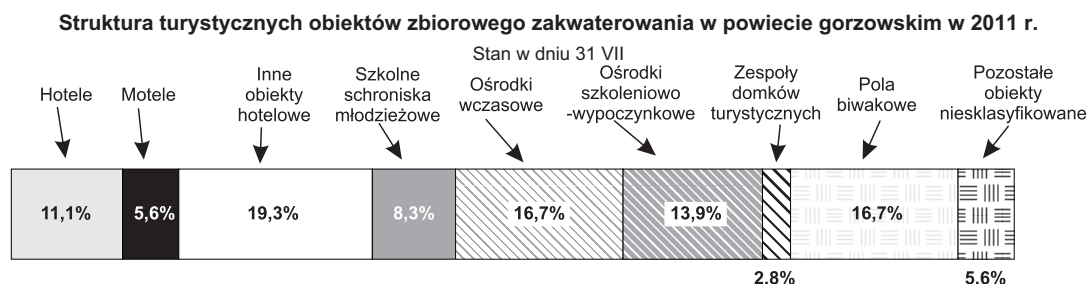 Struktura turystycznych obiektów zbiorowego zakwaterowania w powiecie gorzowskim w 2011 r.
Stan w dniu 31 VII
Hotele
Motele
Inne
obiekty
hotelowe
Szkolne
schroniska
młodzieżowe
Ośrodki
wczasowe
Ośrodki
szkoleniowo
-wypoczynkowe
Zespoły
domków
turystycznych
Pola
biwakowe
Pozostałe
obiekty
niesklasyfikowane
11,1%
5,6%
19,3%
8,3%
16,7%
13,9%
2,8%
16,7%
5,6%